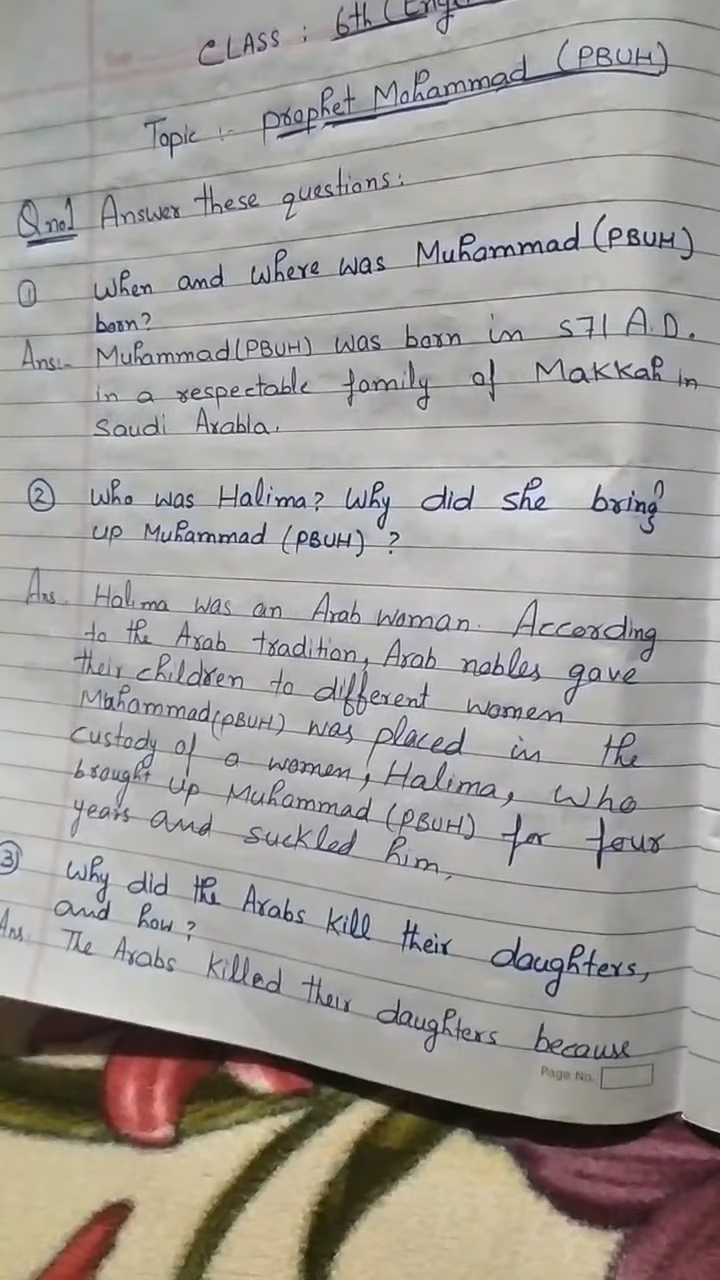 CLASS : 6th (Eng
Topic :- prophet Mohammad (PBUH)
Qno1 Answer these questions:
① When and where was Muhammad (PBUH)
born?
Ans:- Muhammad (PBUH) was born in 571 A.D.
in a respectable family of Makkah in
Saudi Arabia.
② Who was Halima? Why did she bring
up Muhammad (PBUH) ?
Ans. Halima was an Arab woman. According
to the Arab tradition, Arab nobles gave
their children to different women
Muhammad(PBUH) was placed in the
custody of a women, Halima, who
brought up Muhammad (PBUH) for four
years and suckled him.
③ Why did the Arabs kill their daughters,
and how?
Ans. The Arabs killed their daughters because
Page No.